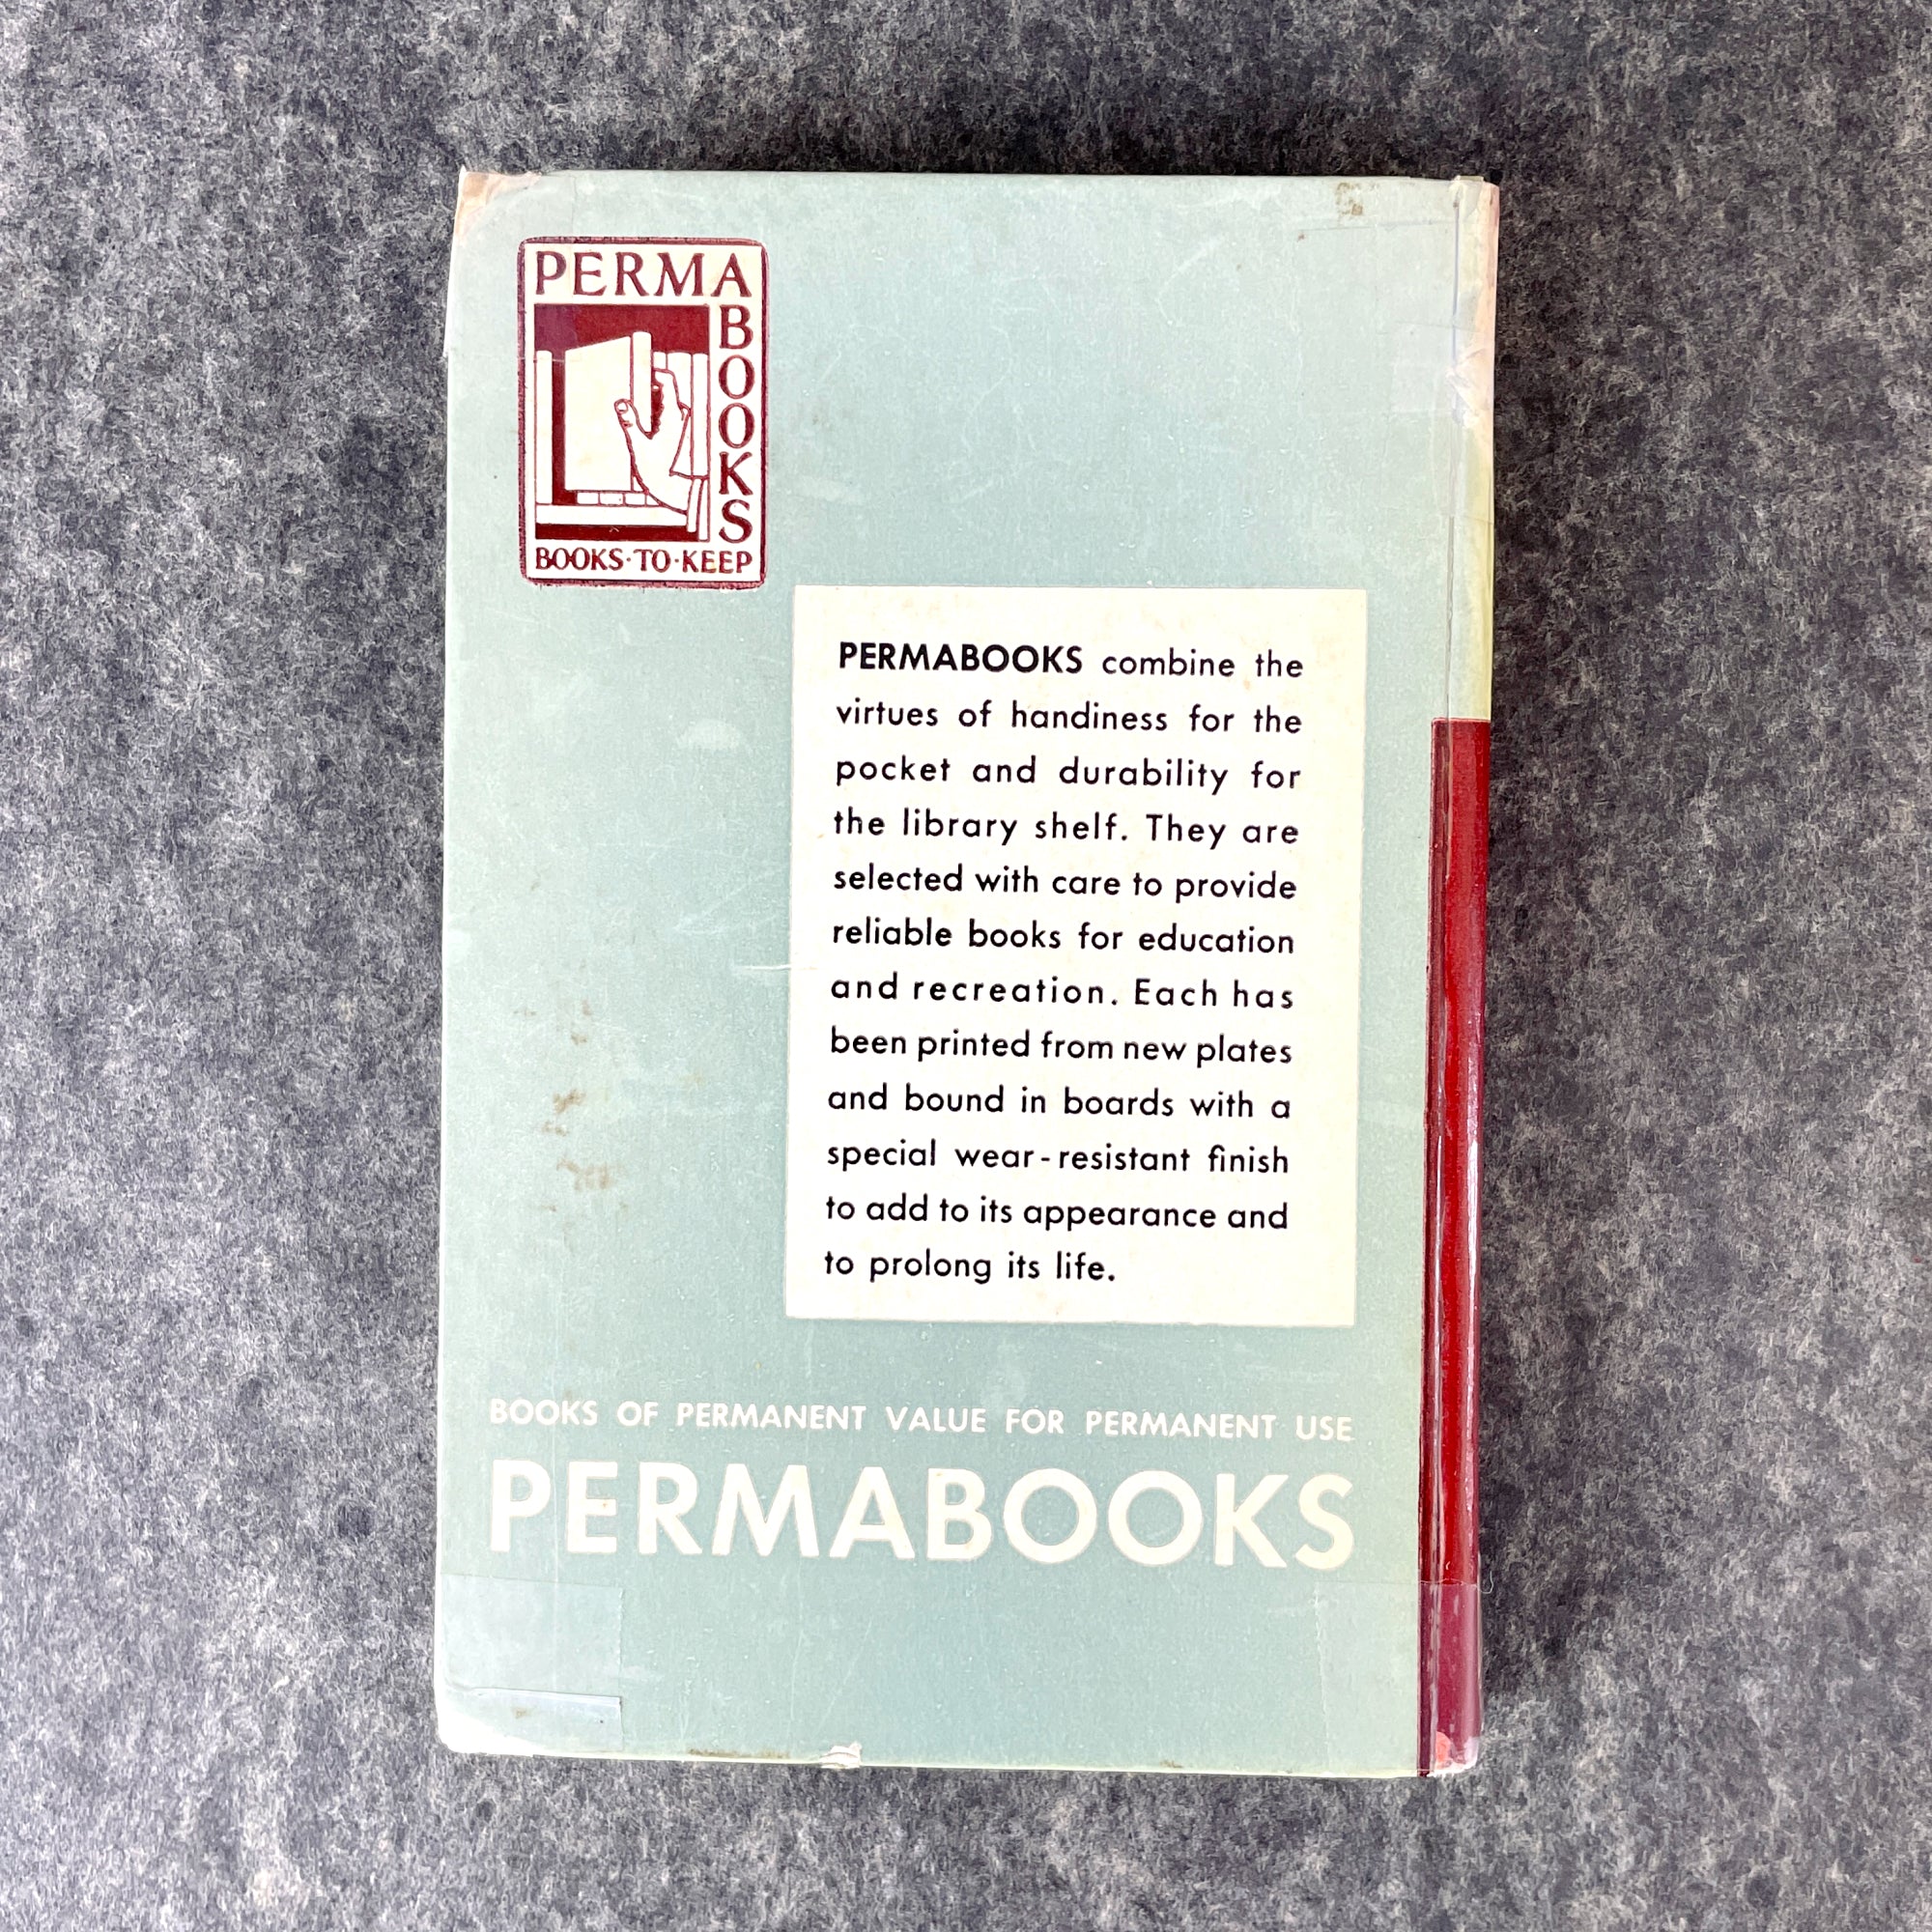 PERMA
BOOKS
BOOKS·TO·KEEP
PERMABOOKS combine the
virtues of handiness for the
pocket and durability for
the library shelf. They are
selected with care to provide
reliable books for education
and recreation. Each has
been printed from new plates
and bound in boards with a
special wear-resistant finish
to add to its appearance and
to prolong its life.
BOOKS OF PERMANENT VALUE FOR PERMANENT USE
PERMABOOKS